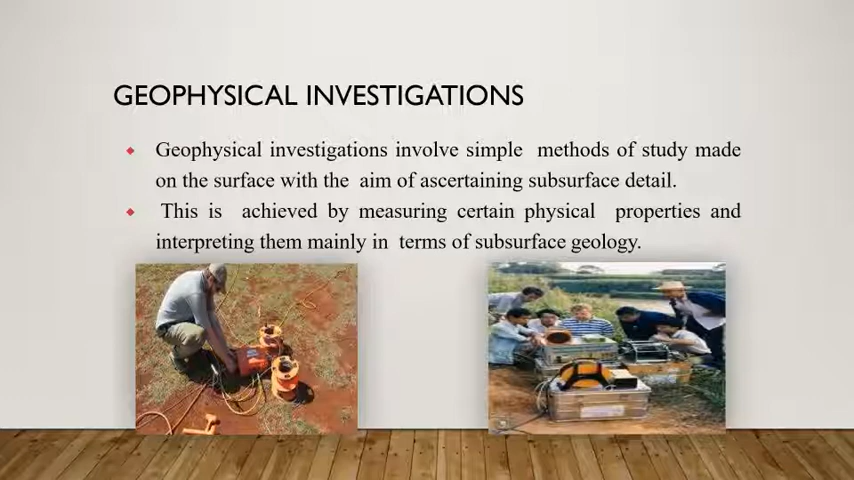 GEOPHYSICAL INVESTIGATIONS
Geophysical investigations involve simple methods of study made
on the surface with the aim of ascertaining subsurface detail.
This is achieved by measuring certain physical properties and
interpreting them mainly in terms of subsurface geology.